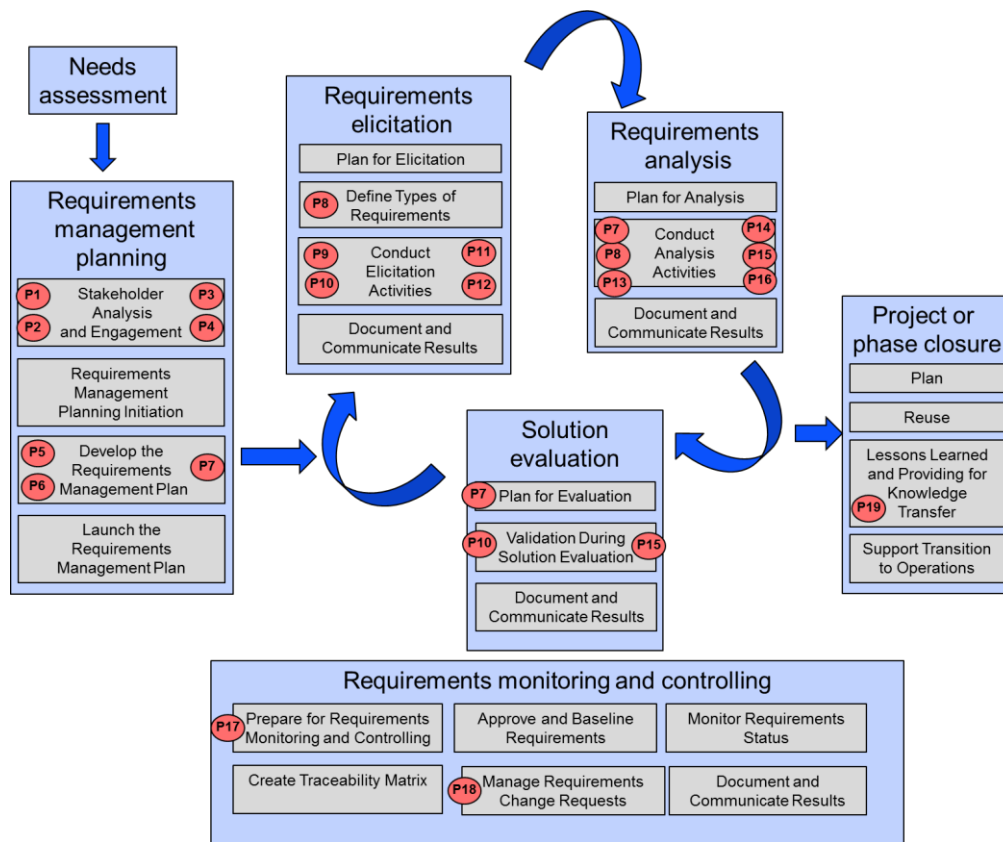 Needs
assessment
Requirements
management
planning
P1
Stakeholder
P3
Analysis
P2
and Engagement
P4
Requirements
Management
Planning Initiation
P5
Develop the
Requirements
P7
P6
Management Plan
Launch the
Requirements
Management Plan
Requirements
elicitation
Plan for Elicitation
P8
Define Types of
Requirements
P9
Conduct
P11
Elicitation
P10
Activities
P12
Document and
Communicate Results
Requirements
analysis
Plan for Analysis
P7
Conduct
P14
P8
Analysis
P15
P13
Activities
P16
Document and
Communicate Results
Solution
evaluation
P7
Plan for Evaluation
P10
Validation During
Solution Evaluation
P15
Document and
Communicate Results
Project or
phase closure
Plan
Reuse
Lessons Learned
and Providing for
Knowledge
P19
Transfer
Support Transition
to Operations
Requirements monitoring and controlling
P17
Prepare for Requirements
Monitoring and Controlling
Approve and Baseline
Requirements
Monitor Requirements
Status
Create Traceability Matrix
P18
Manage Requirements
Change Requests
Document and
Communicate Results